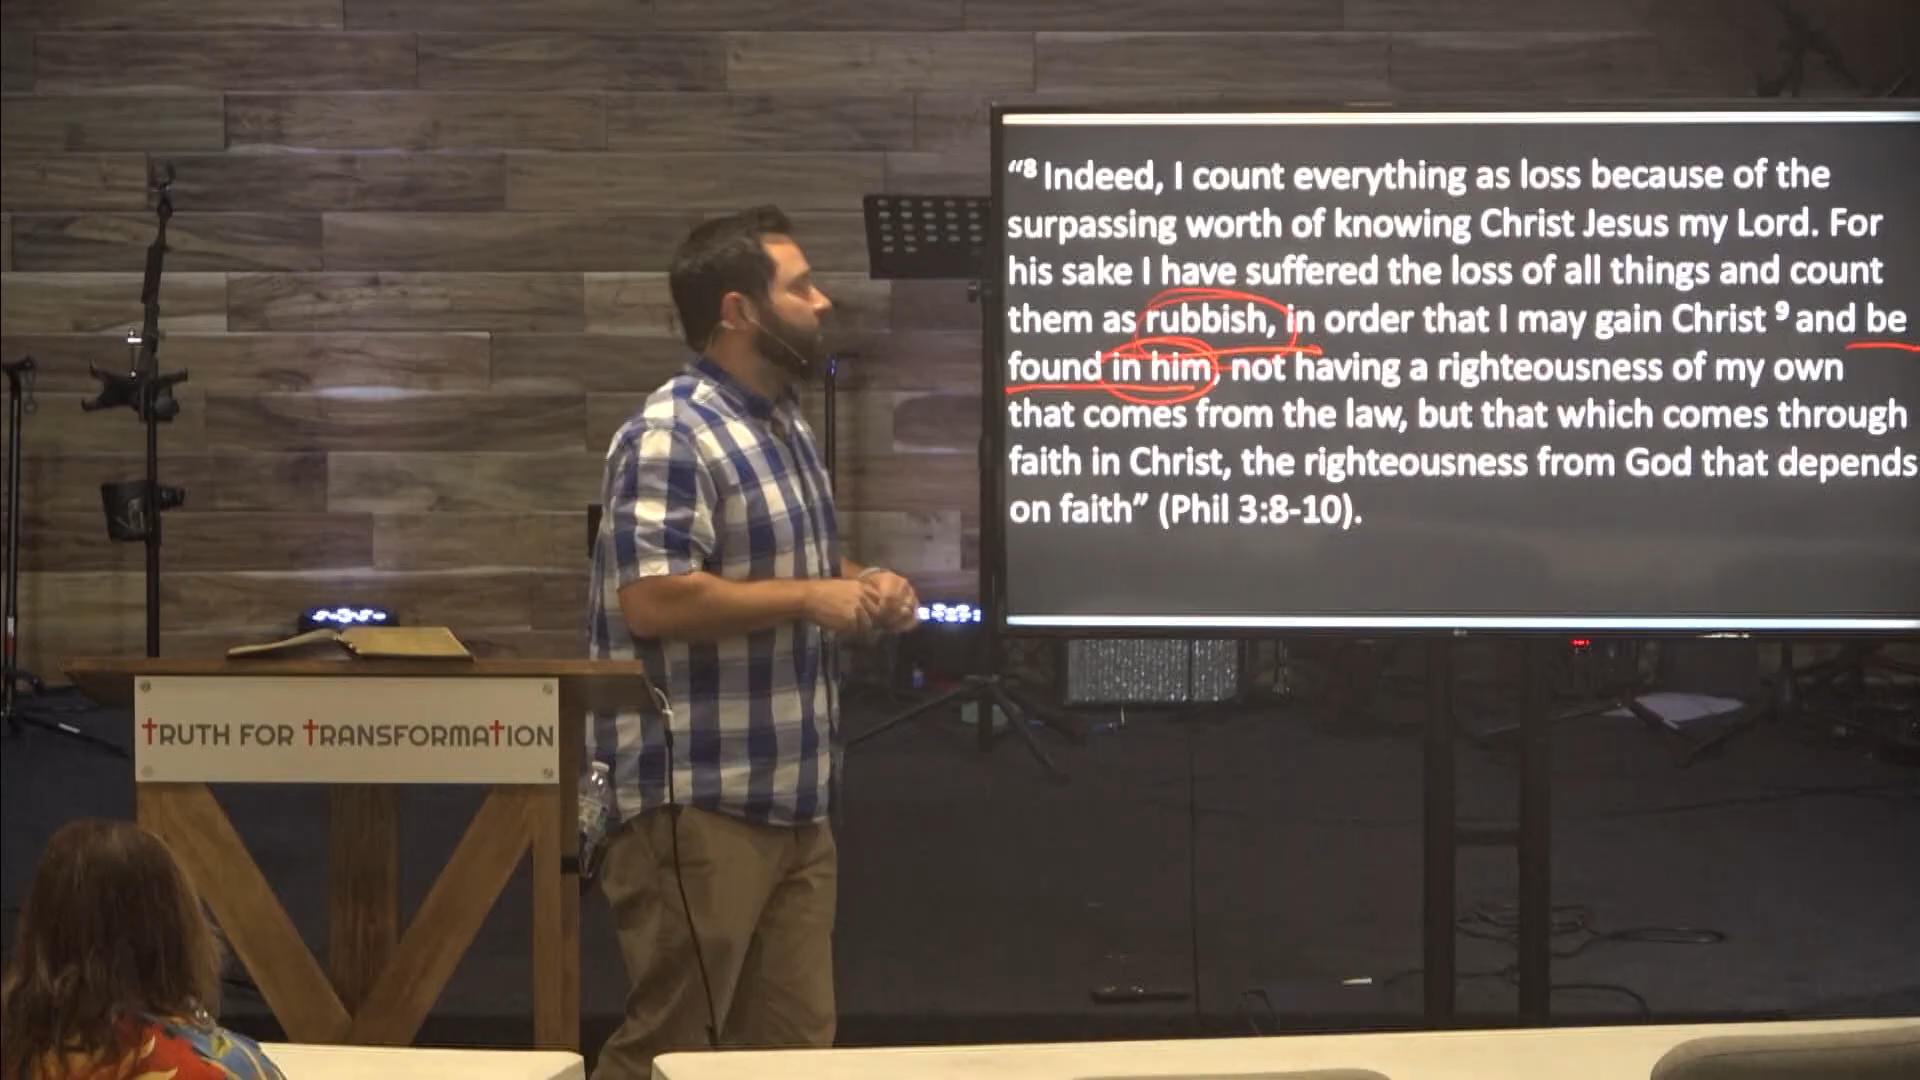 “⁸ Indeed, I count everything as loss because of the
surpassing worth of knowing Christ Jesus my Lord. For
his sake I have suffered the loss of all things and count
them as rubbish, in order that I may gain Christ ⁹ and be
found in him, not having a righteousness of my own
that comes from the law, but that which comes through
faith in Christ, the righteousness from God that depends
on faith” (Phil 3:8-10).
TRUTH FOR TRANSFORMATION